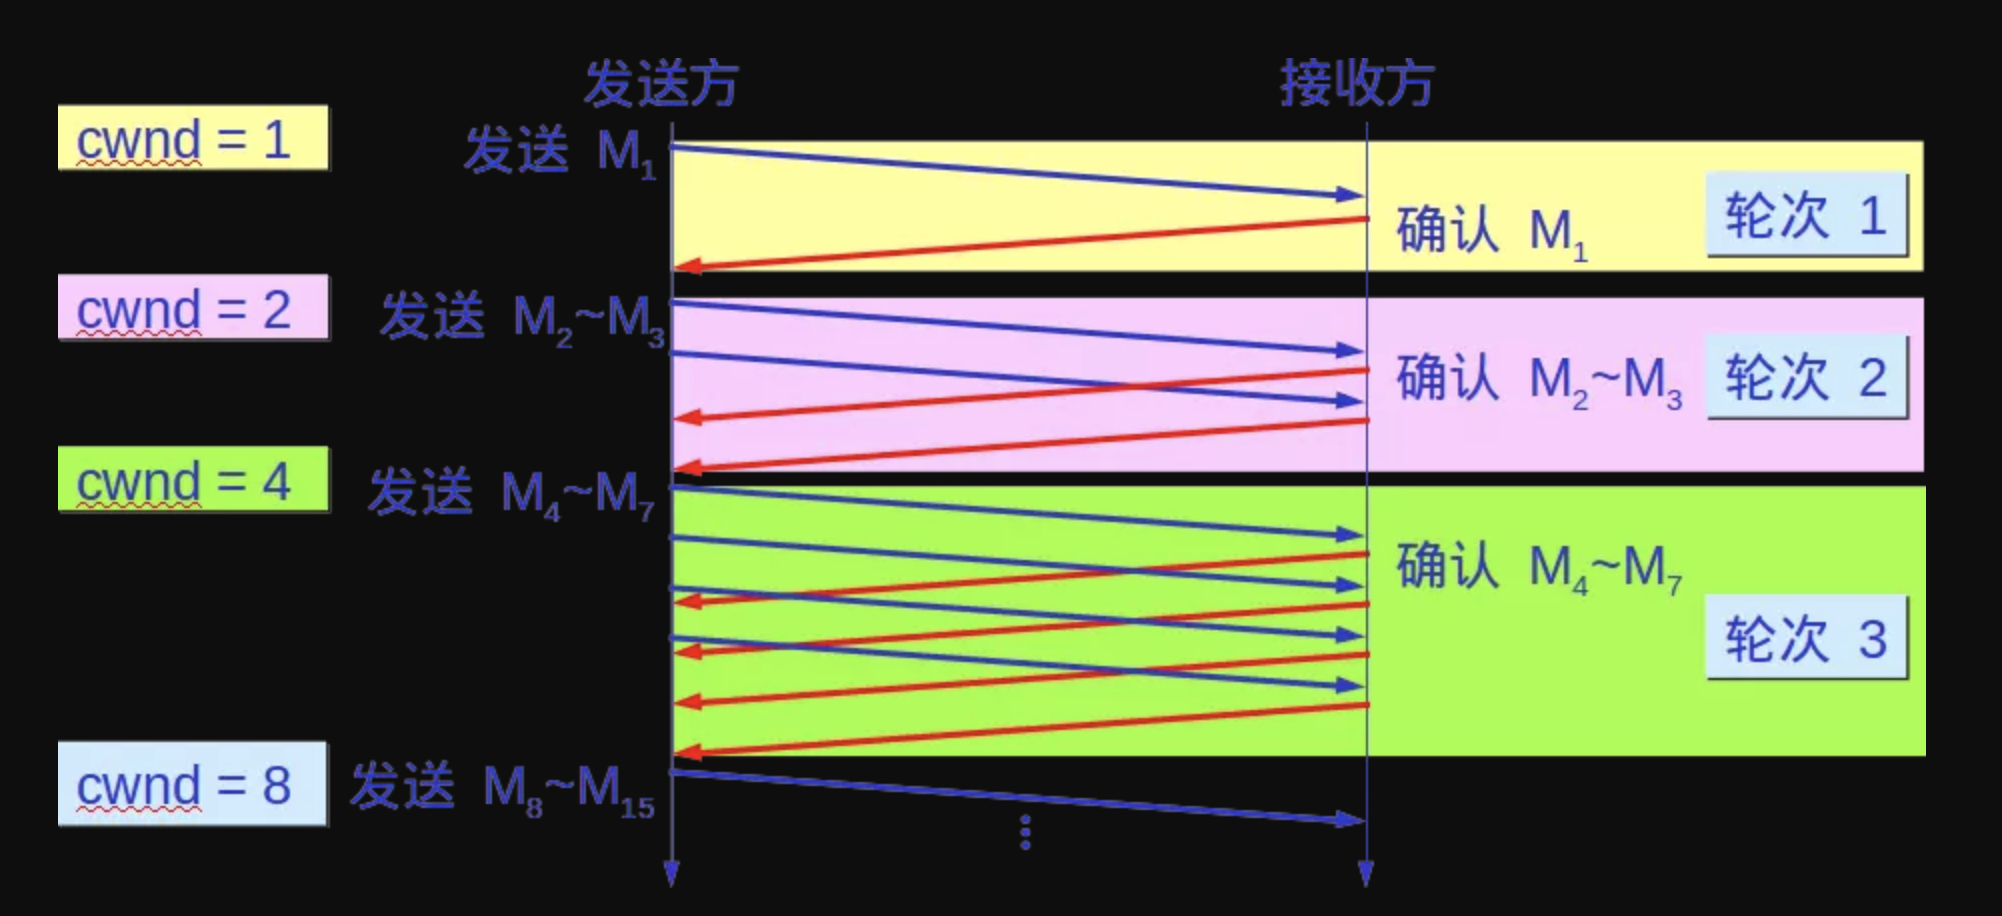 发送方 接收方
cwnd = 1 发送 M₁
确认 M₁ 轮次 1
cwnd = 2 发送 M₂~M₃
确认 M₂~M₃ 轮次 2
cwnd = 4 发送 M₄~M₇
确认 M₄~M₇
轮次 3
cwnd = 8 发送 M₈~M₁₅